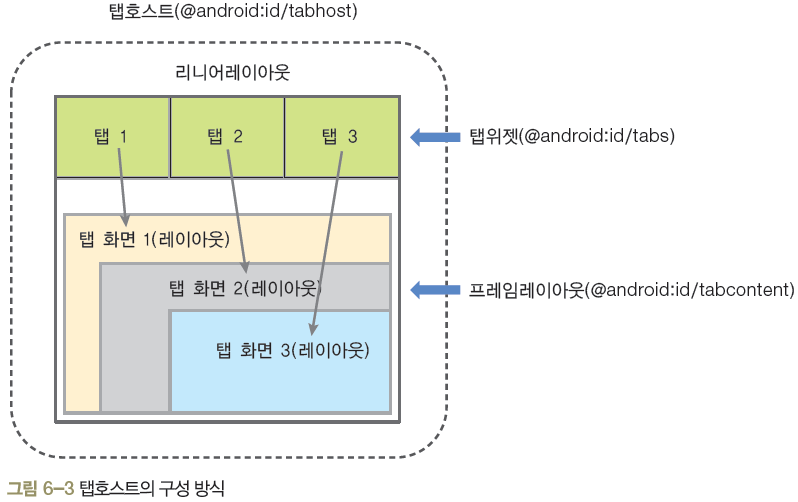 탭호스트(@android:id/tabhost)
리니어레이아웃
탭 1
탭 2
탭 3
탭위젯(@android:id/tabs)
탭 화면 1(레이아웃)
탭 화면 2(레이아웃)
프레임레이아웃(@android:id/tabcontent)
탭 화면 3(레이아웃)
그림 6-3 탭호스트의 구성 방식